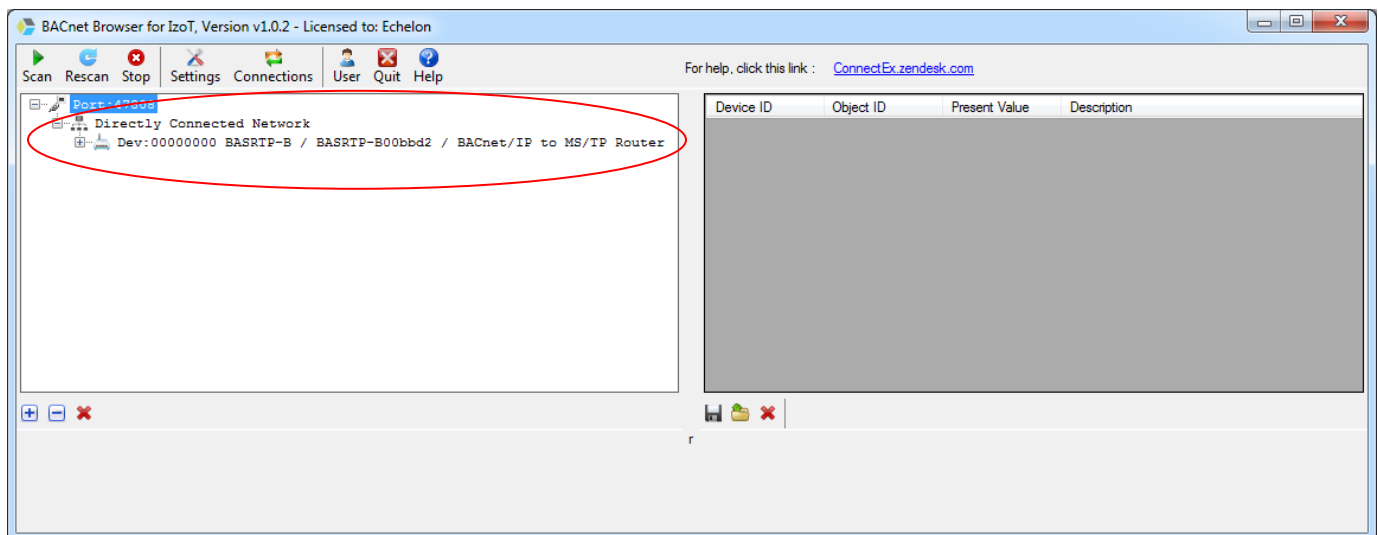 BACnet Browser for IzoT, Version v1.0.2 - Licensed to: Echelon
Scan Rescan Stop Settings Connections User Quit Help
For help, click this link : ConnectEx.zendesk.com
Port:47808
Directly Connected Network
Dev:00000000 BASRTP-B / BASRTP-B00bbd2 / BACnet/IP to MS/TP Router
Device ID Object ID Present Value Description
r